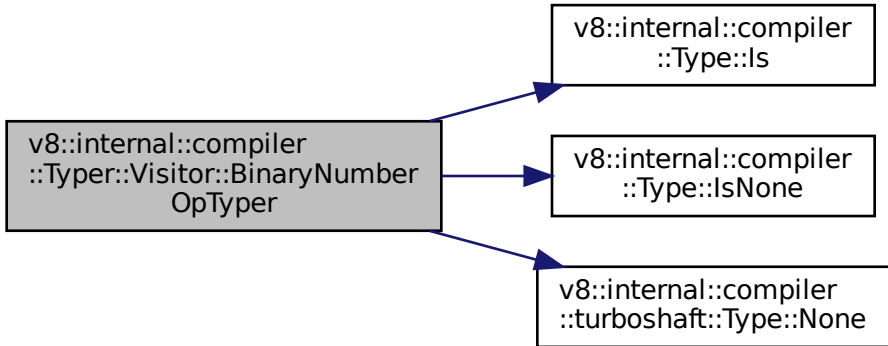 v8::internal::compiler
::Typer::Visitor::BinaryNumber
OpTyper
v8::internal::compiler
::Type::Is
v8::internal::compiler
::Type::IsNone
v8::internal::compiler
::turboshaft::Type::None